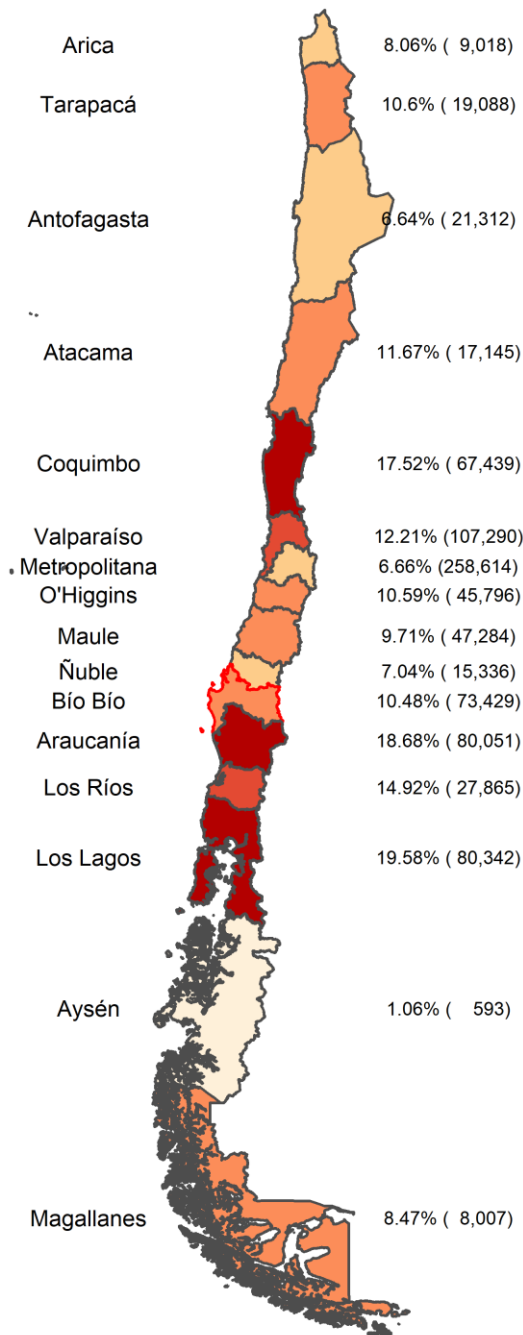 Arica 8.06% ( 9,018)
Tarapacá 10.6% ( 19,088)
Antofagasta 6.64% ( 21,312)
Atacama 11.67% ( 17,145)
Coquimbo 17.52% ( 67,439)
Valparaíso 12.21% (107,290)
Metropolitana 6.66% (258,614)
O'Higgins 10.59% ( 45,796)
Maule 9.71% ( 47,284)
Ñuble 7.04% ( 15,336)
Bío Bío 10.48% ( 73,429)
Araucanía 18.68% ( 80,051)
Los Ríos 14.92% ( 27,865)
Los Lagos 19.58% ( 80,342)
Aysén 1.06% ( 593)
Magallanes 8.47% ( 8,007)